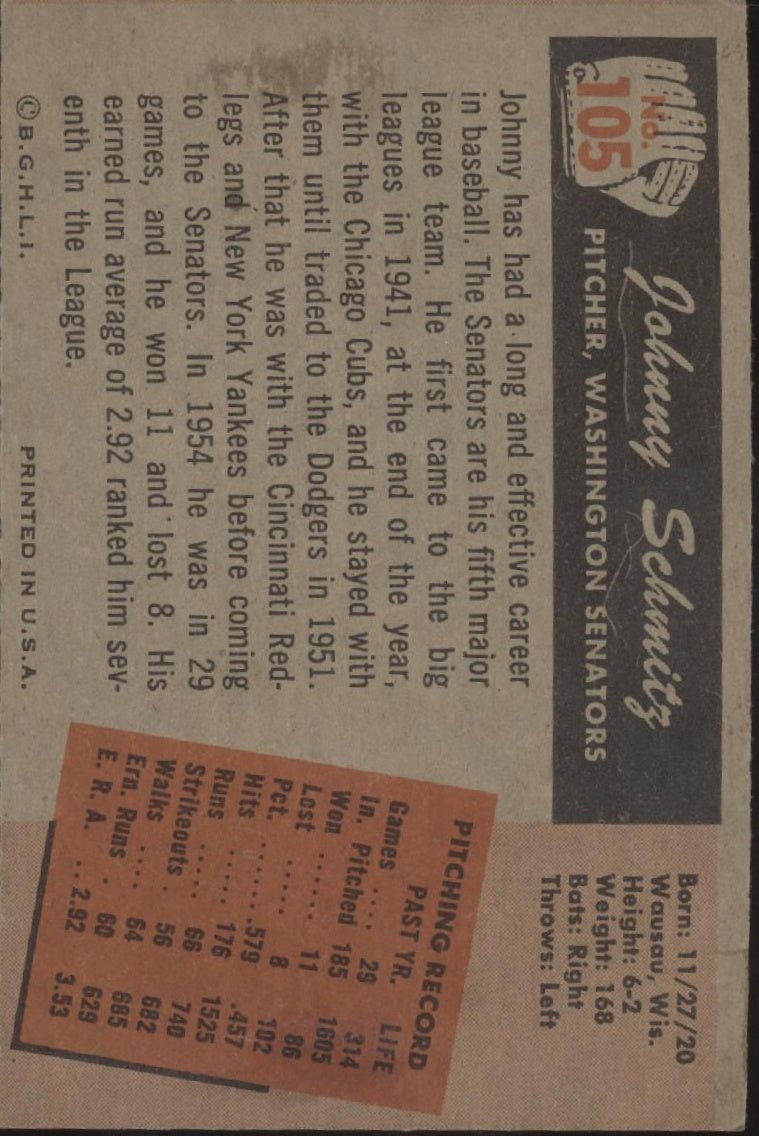 No.
105
Johnny Schmitz
PITCHER, WASHINGTON SENATORS
Born: 11/27/20
Wausau, Wis.
Height: 6-2
Weight: 168
Bats: Right
Throws: Left
Johnny has had a long and effective career
in baseball. The Senators are his fifth major
league team. He first came to the big
leagues in 1941, at the end of the year,
with the Chicago Cubs, and he stayed with
them until traded to the Dodgers in 1951.
After that he was with the Cincinnati Red-
legs and New York Yankees before coming
to the Senators. In 1954 he was in 29
games, and he won 11 and lost 8. His
earned run average of 2.92 ranked him sev-
enth in the League.
© B.G.H.L.I. PRINTED IN U.S.A.
PITCHING RECORD
PAST YR. LIFE
Games .... 29 314
In. Pitched 185 1605
Won ...... 11 86
Lost ...... 8 102
Pct. ..... .579 .457
Hits ...... 176 1525
Runs ..... 66 740
Strikeouts . 56 682
Walks .... 64 685
Ern. Runs . 60 629
E. R. A. .. 2.92 3.53